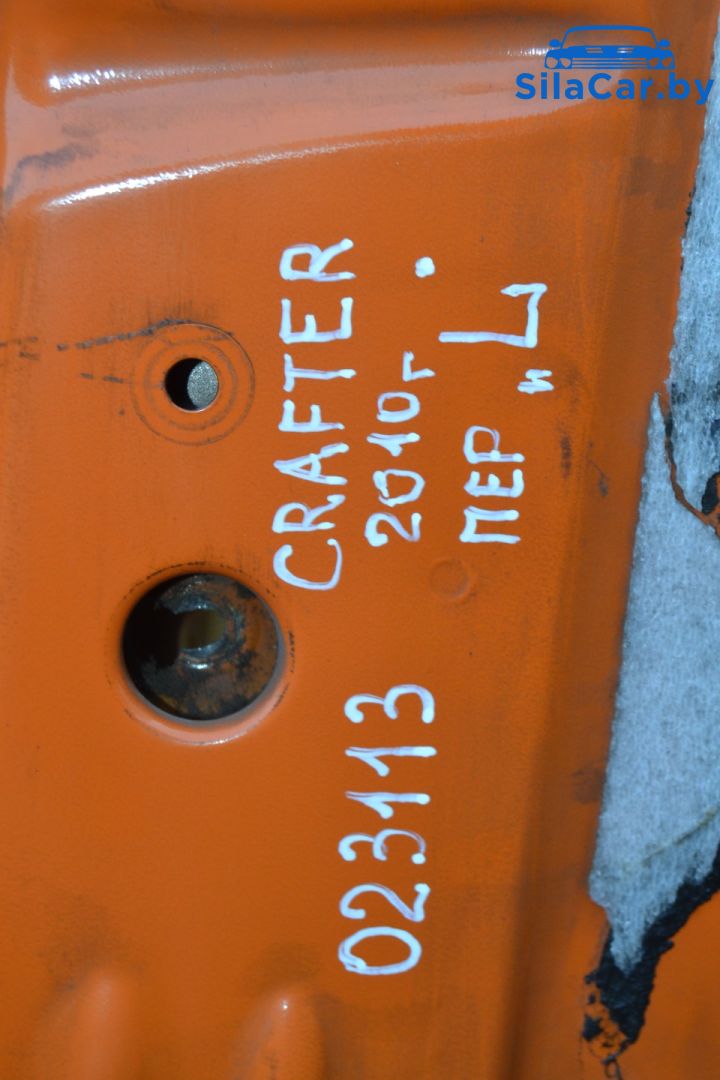 SilaCar.by
023113 CRAFTER
2010г.
ПЕР L